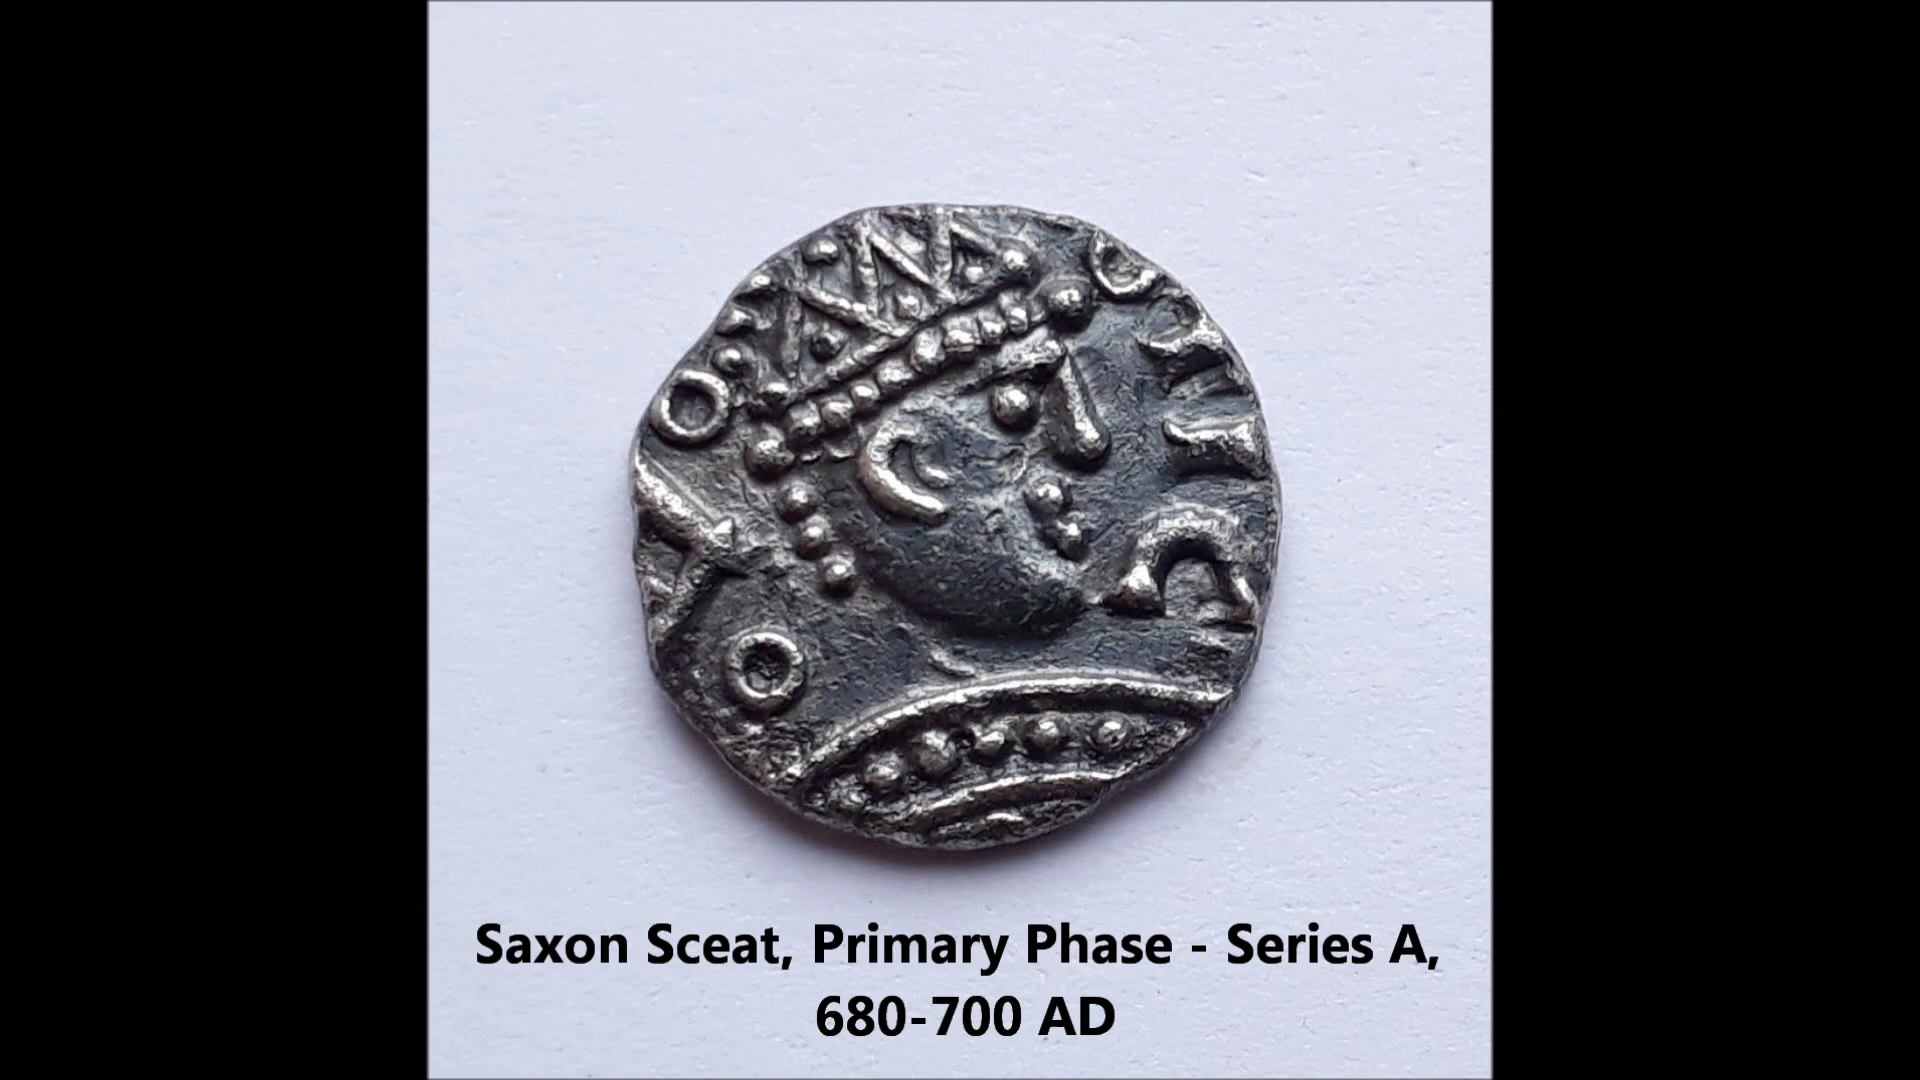 Saxon Sceat, Primary Phase - Series A,
680-700 AD